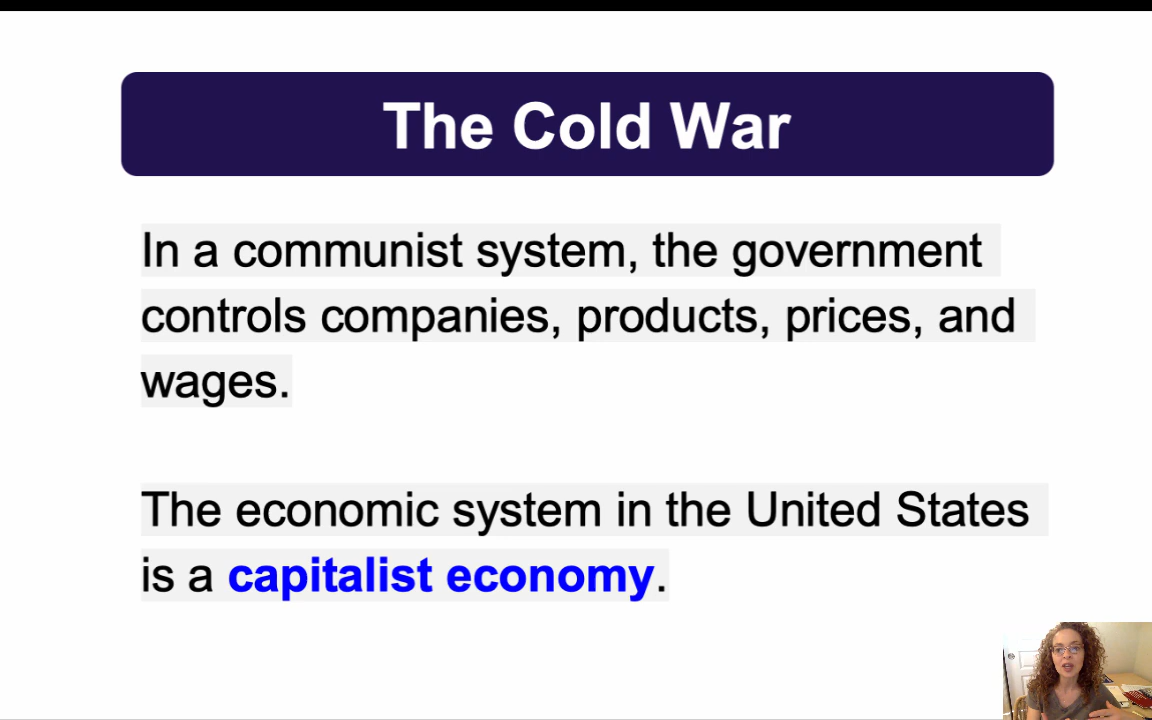 The Cold War
In a communist system, the government
controls companies, products, prices, and
wages.
The economic system in the United States
is a capitalist economy.